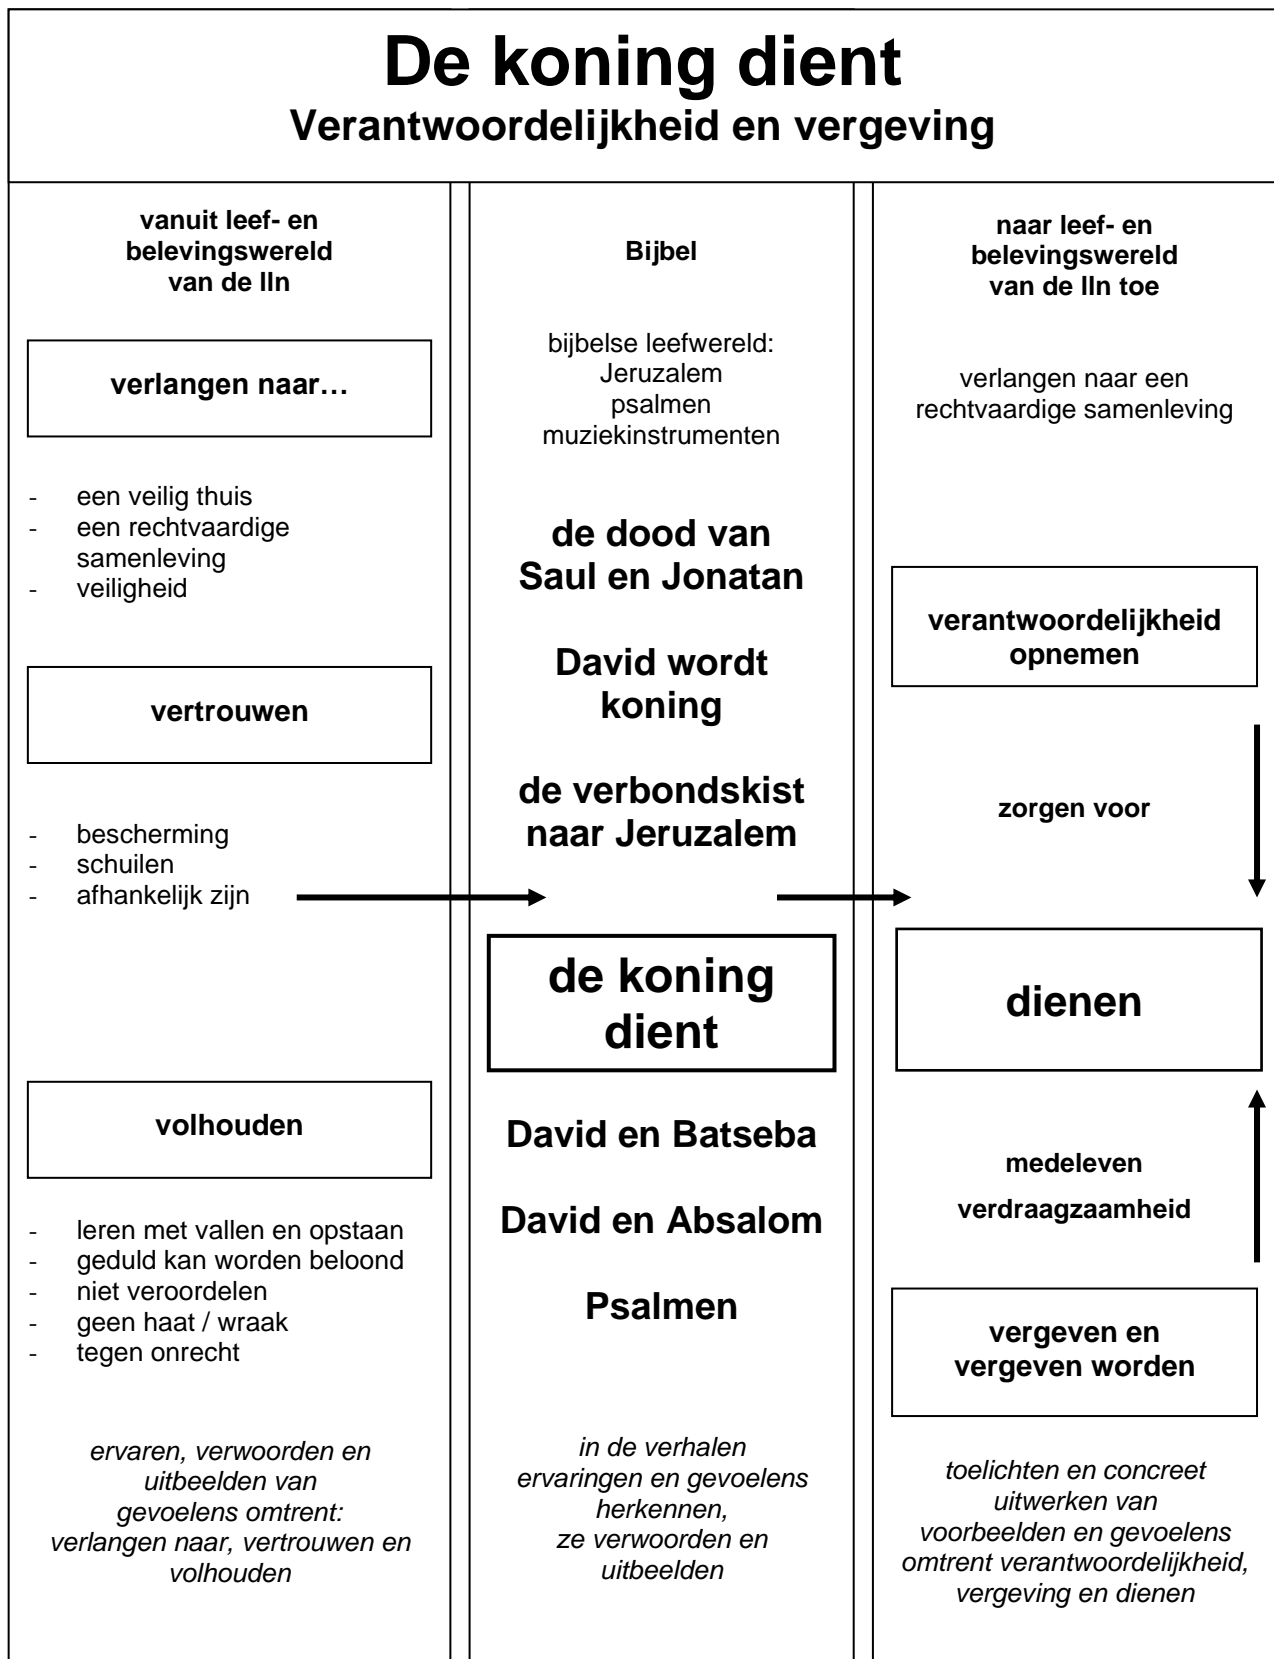 De koning dient
Verantwoordelijkheid en vergeving
vanuit leef- en
belevingswereld
van de lln
verlangen naar…
- een veilig thuis
- een rechtvaardige
samenleving
- veiligheid
vertrouwen
- bescherming
- schuilen
- afhankelijk zijn
volhouden
- leren met vallen en opstaan
- geduld kan worden beloond
- niet veroordelen
- geen haat / wraak
- tegen onrecht
ervaren, verwoorden en
uitbeelden van
gevoelens omtrent:
verlangen naar, vertrouwen en
volhouden
Bijbel
bijbelse leefwereld:
Jeruzalem
psalmen
muziekinstrumenten
de dood van
Saul en Jonatan
David wordt
koning
de verbondskist
naar Jeruzalem
de koning
dient
David en Batseba
David en Absalom
Psalmen
in de verhalen
ervaringen en gevoelens
herkennen,
ze verwoorden en
uitbeelden
naar leef- en
belevingswereld
van de lln toe
verlangen naar een
rechtvaardige samenleving
verantwoordelijkheid
opnemen
zorgen voor
dienen
medeleven
verdraagzaamheid
vergeven en
vergeven worden
toelichten en concreet
uitwerken van
voorbeelden en gevoelens
omtrent verantwoordelijkheid,
vergeving en dienen